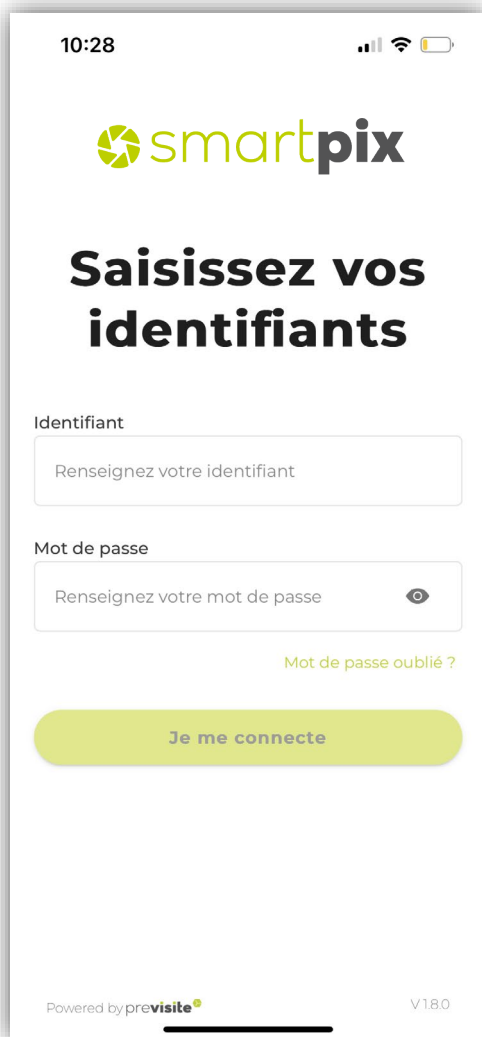 10:28
smartpix
Saisissez vos
identifiants
Identifiant
Renseignez votre identifiant
Mot de passe
Renseignez votre mot de passe
Mot de passe oublié ?
Je me connecte
Powered by previsite V 1.8.0